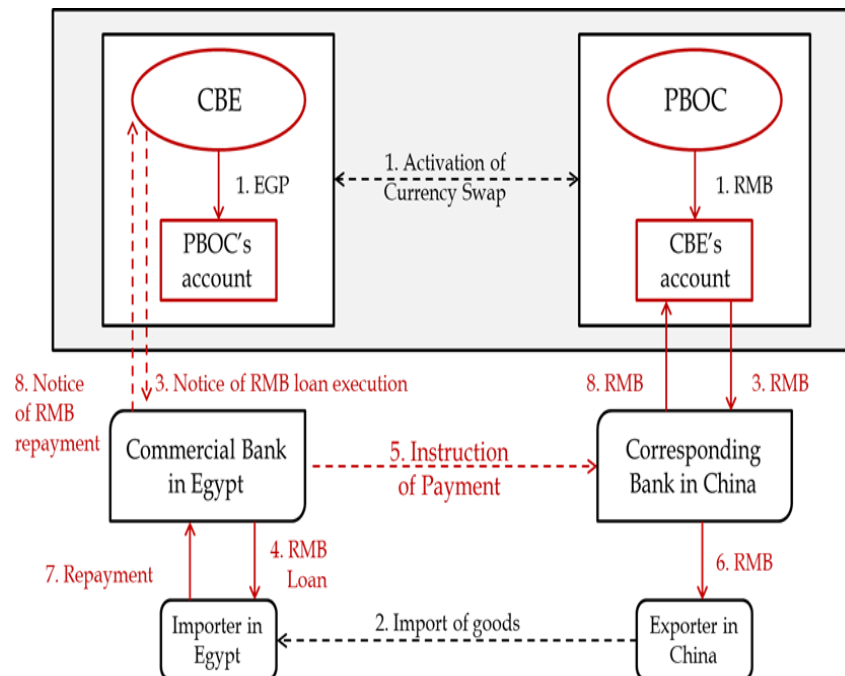 CBE
PBOC
1. Activation of
Currency Swap
1. EGP
1. RMB
PBOC's
account
CBE's
account
8. Notice
of RMB
repayment
3. Notice of RMB loan execution
8. RMB
3. RMB
Commercial Bank
in Egypt
5. Instruction
of Payment
Corresponding
Bank in China
7. Repayment
4. RMB
Loan
6. RMB
Importer in
Egypt
2. Import of goods
Exporter in
China